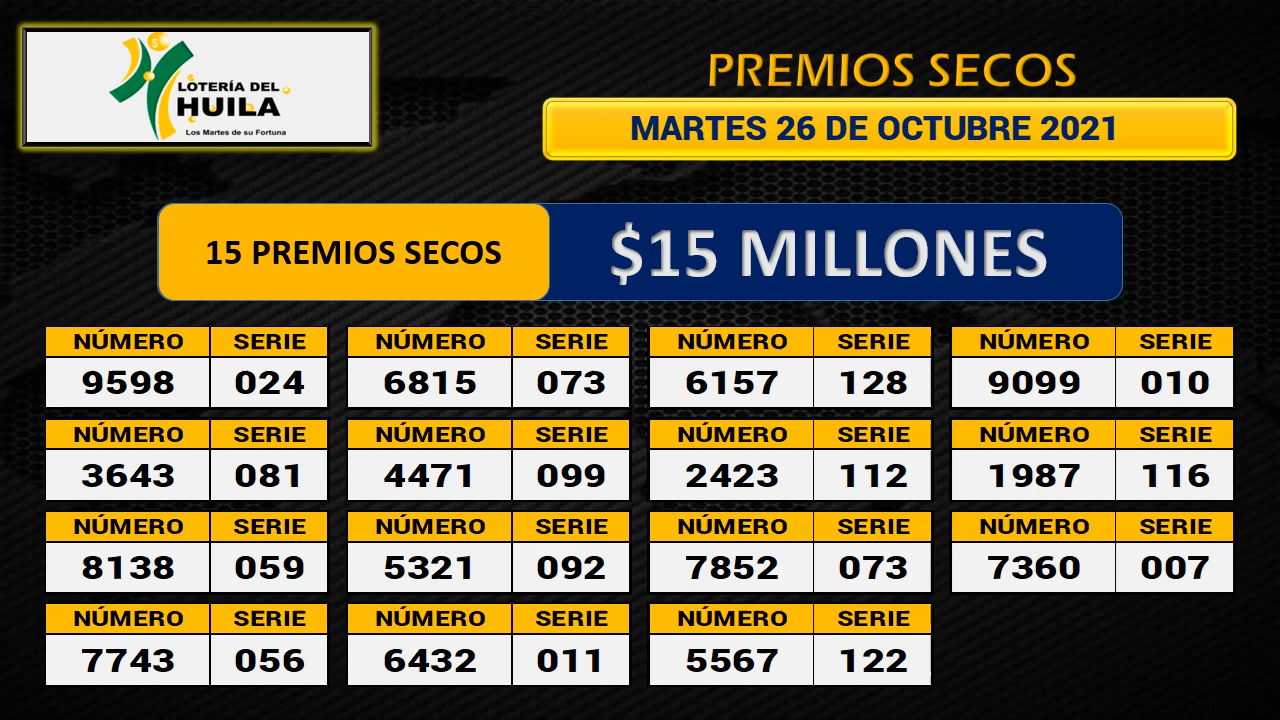 LOTERÍA DEL
HUILA
Los Martes de su Fortuna
PREMIOS SECOS
MARTES 26 DE OCTUBRE 2021
15 PREMIOS SECOS $15 MILLONES
NÚMERO SERIE NÚMERO SERIE NÚMERO SERIE NÚMERO SERIE
9598 024 6815 073 6157 128 9099 010
NÚMERO SERIE NÚMERO SERIE NÚMERO SERIE NÚMERO SERIE
3643 081 4471 099 2423 112 1987 116
NÚMERO SERIE NÚMERO SERIE NÚMERO SERIE NÚMERO SERIE
8138 059 5321 092 7852 073 7360 007
NÚMERO SERIE NÚMERO SERIE NÚMERO SERIE
7743 056 6432 011 5567 122